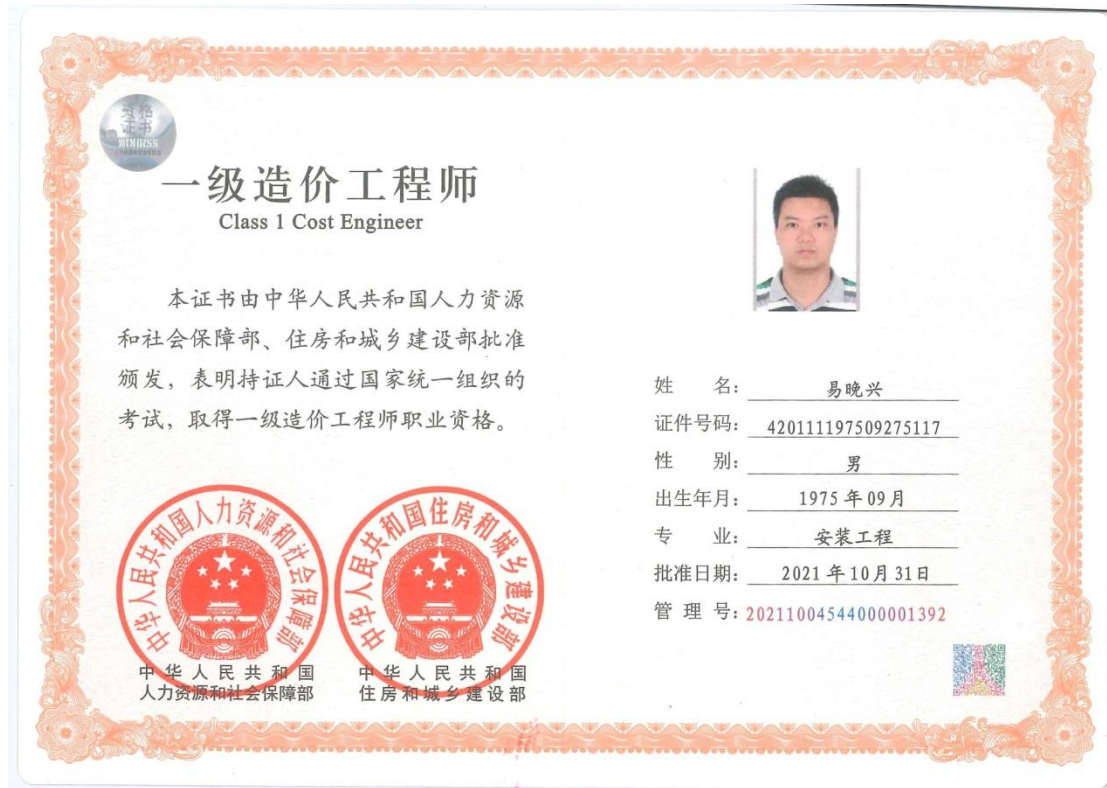 资格
证书
MOHRSS
一级造价工程师
Class 1 Cost Engineer
本证书由中华人民共和国人力资源
和社会保障部、住房和城乡建设部批准
颁发，表明持证人通过国家统一组织的
考试，取得一级造价工程师职业资格。
中华人民共和国人力资源和社会保障部
中华人民共和国住房和城乡建设部
中华人民共和国
人力资源和社会保障部
中华人民共和国
住房和城乡建设部
姓 名：易晚兴
证件号码：420111197509275117
性 别：男
出生年月：1975年09月
专 业：安装工程
批准日期：2021年10月31日
管 理 号：20211004544000001392